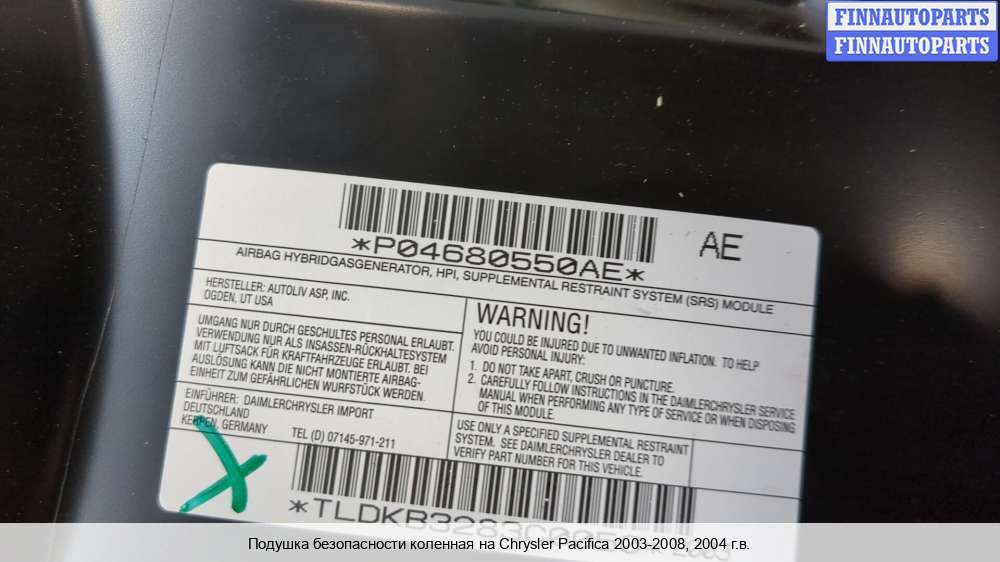 FINNAUTOPARTS
FINNAUTOPARTS
*P04680550AE*
AE
AIRBAG HYBRIDGASGENERATOR, HPI, SUPPLEMENTAL RESTRAINT SYSTEM (SRS) MODULE
HERSTELLER: AUTOLIV ASP, INC.
OGDEN, UT USA
UMGANG NUR DURCH GESCHULTES PERSONAL ERLAUBT.
VERWENDUNG NUR ALS INSASSEN-RÜCKHALTESYSTEM
MIT LUFTSACK FÜR KRAFTFAHRZEUGE ERLAUBT. BEI
AUSLÖSUNG KANN DIE NICHT MONTIERTE AIRBAG-
EINHEIT ZUM GEFÄHRLICHEN WURFSTÜCK WERDEN.
EINFÜHRER: DAIMLERCHRYSLER IMPORT
DEUTSCHLAND
KERPEN, GERMANY
TEL (D) 07145-971-211
WARNING!
YOU COULD BE INJURED DUE TO UNWANTED INFLATION. TO HELP
AVOID PERSONAL INJURY:
1. DO NOT TAKE APART, CRUSH OR PUNCTURE.
2. CAREFULLY FOLLOW INSTRUCTIONS IN THE DAIMLERCHRYSLER SERVICE
MANUAL WHEN PERFORMING ANY TYPE OF SERVICE OR WHEN DISPOSING
OF THIS MODULE.
USE ONLY A SPECIFIED SUPPLEMENTAL RESTRAINT
SYSTEM. SEE DAIMLERCHRYSLER DEALER TO
VERIFY PART NUMBER FOR THIS VEHICLE.
Подушка безопасности коленная на Chrysler Pacifica 2003-2008, 2004 г.в.